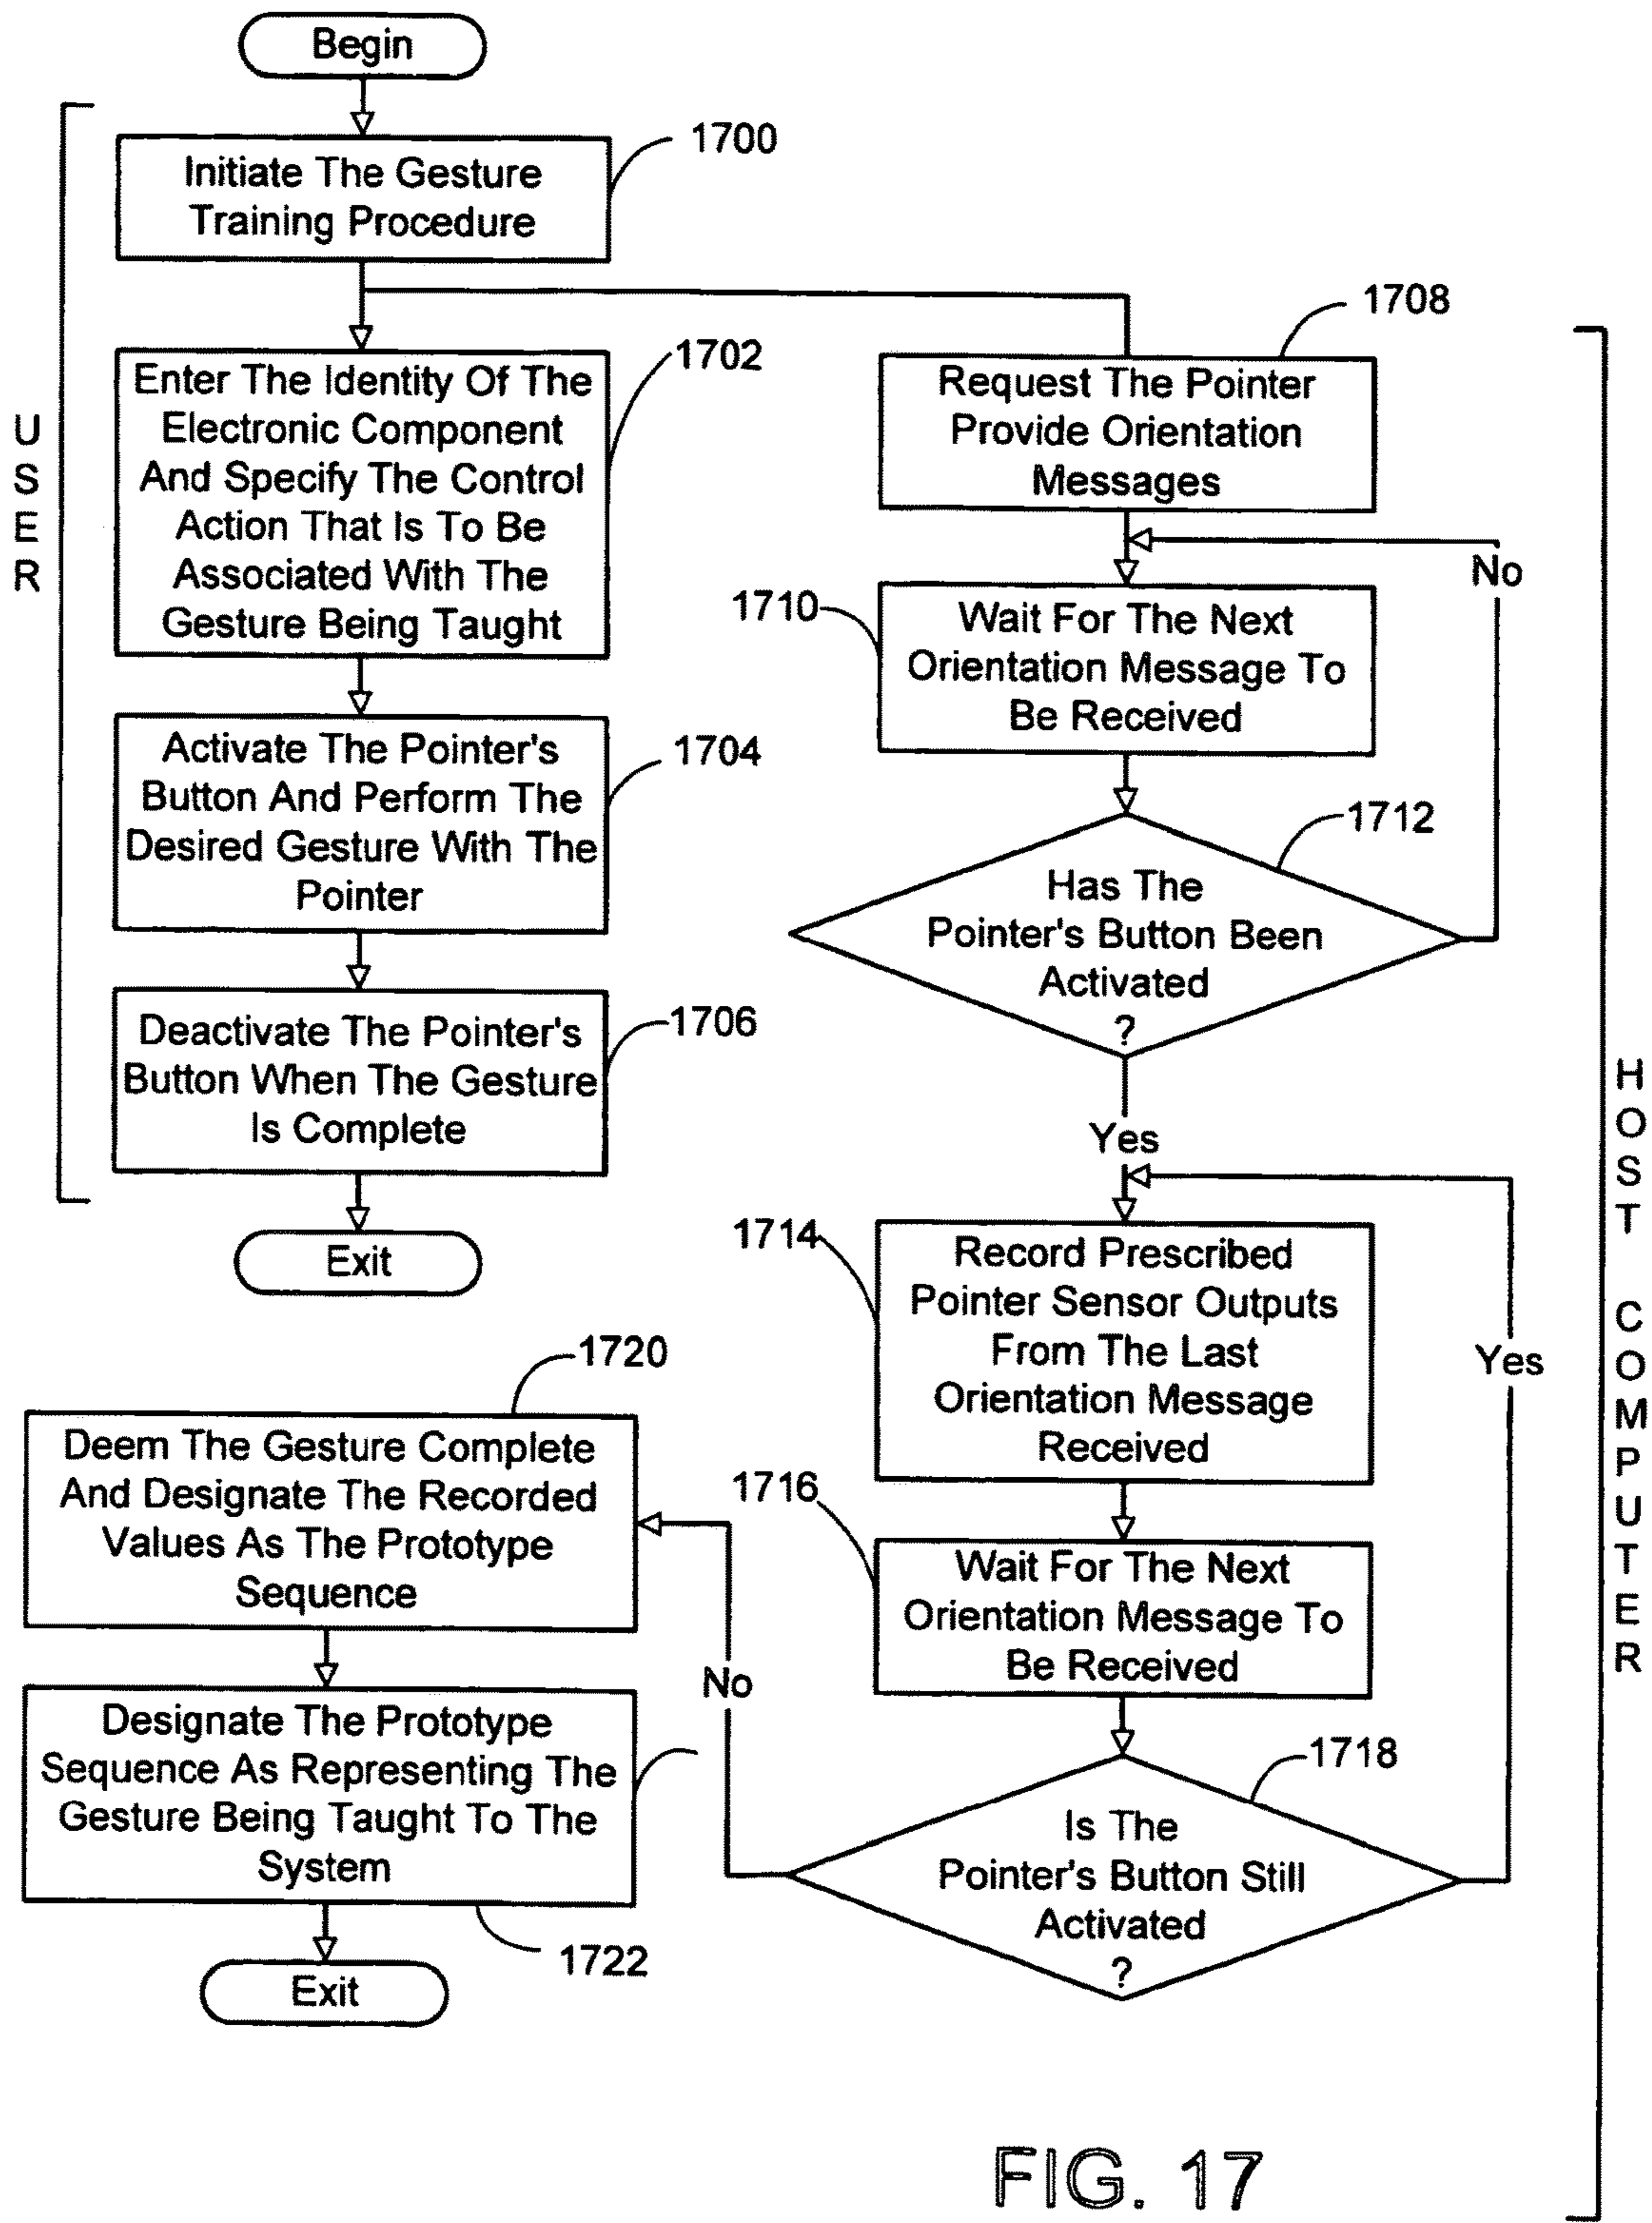 Begin
1700
Initiate The Gesture
Training Procedure
1702
Enter The Identity Of The
Electronic Component
And Specify The Control
Action That Is To Be
Associated With The
Gesture Being Taught
1704
Activate The Pointer's
Button And Perform The
Desired Gesture With The
Pointer
1706
Deactivate The Pointer's
Button When The Gesture
Is Complete
Exit
USER
1708
Request The Pointer
Provide Orientation
Messages
No
1710
Wait For The Next
Orientation Message To
Be Received
1712
Has The
Pointer's Button Been
Activated
?
Yes
1714
Record Prescribed
Pointer Sensor Outputs
From The Last
Orientation Message
Received
Yes
1716
Wait For The Next
Orientation Message To
Be Received
1718
Is The
Pointer's Button Still
Activated
?
No
1720
Deem The Gesture Complete
And Designate The Recorded
Values As The Prototype
Sequence
Designate The Prototype
Sequence As Representing The
Gesture Being Taught To The
System
1722
Exit
HOST COMPUTER
FIG. 17